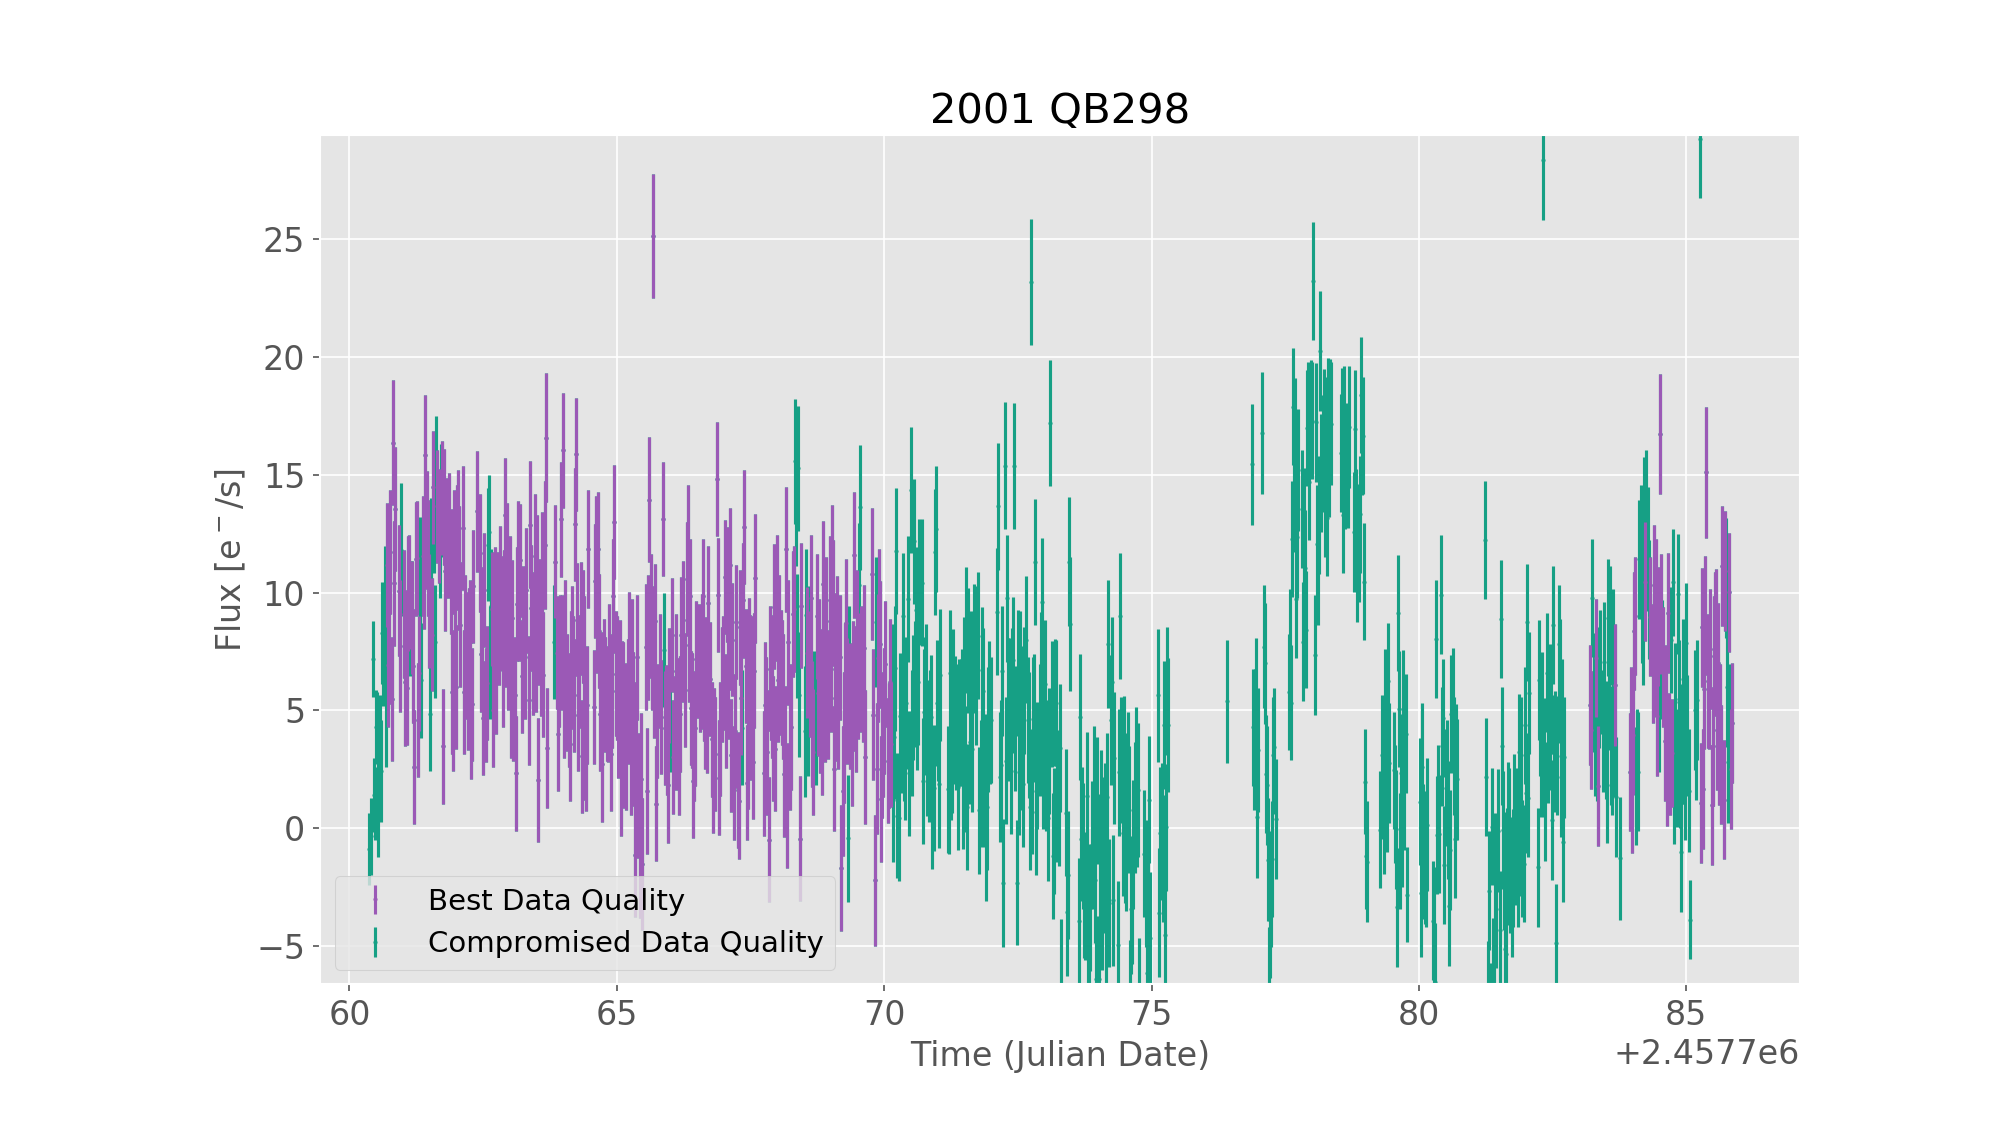 2001 QB298
Flux [e⁻/s]
25
20
15
10
5
0
−5
Best Data Quality
Compromised Data Quality
60 65 70 75 80 85
Time (Julian Date)
+2.4577e6